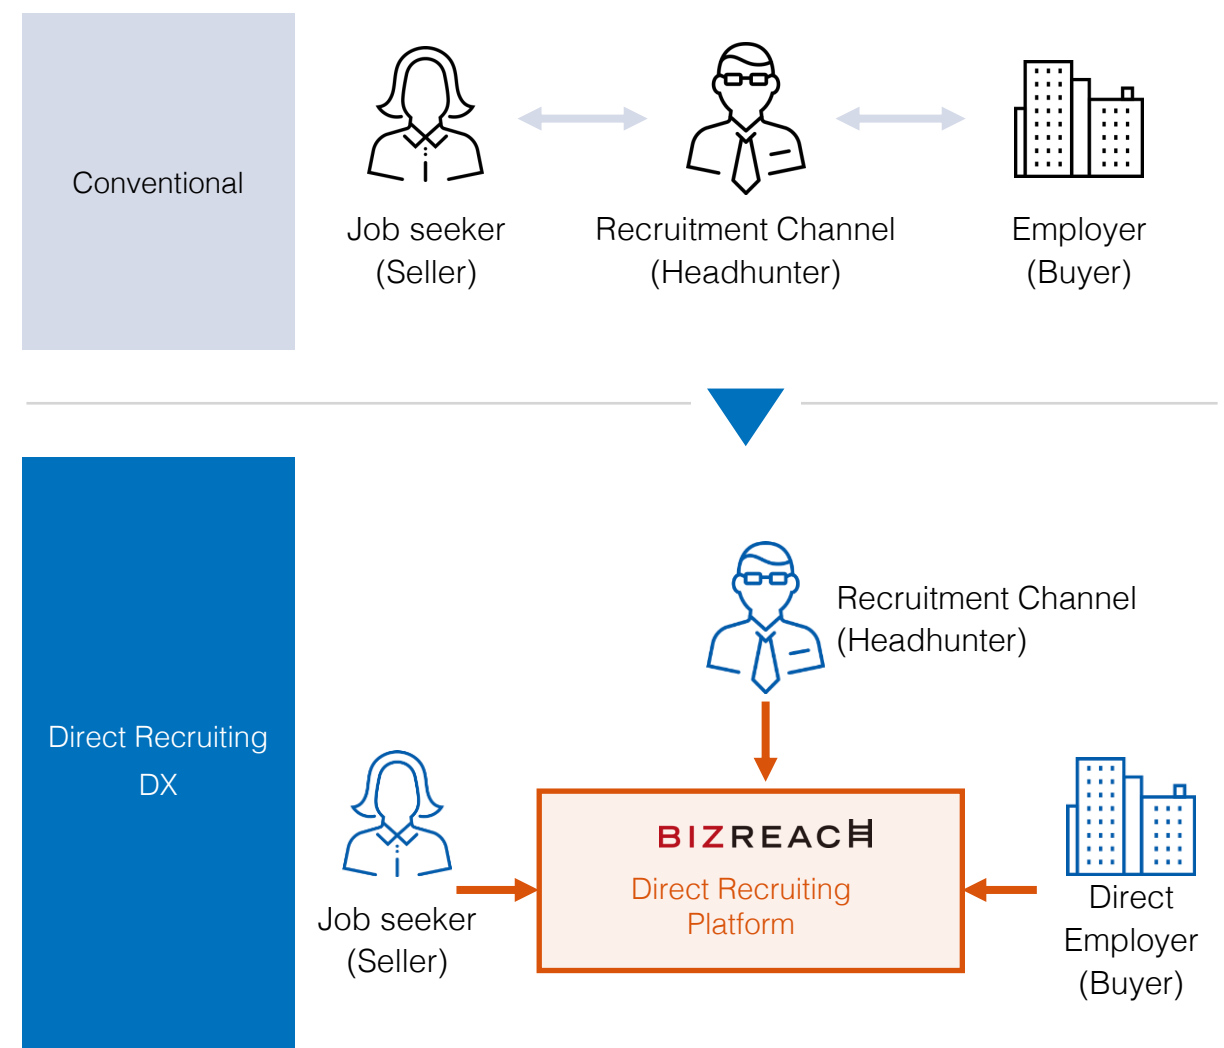 Conventional
Job seeker
(Seller)
Recruitment Channel
(Headhunter)
Employer
(Buyer)
Direct Recruiting
DX
Recruitment Channel
(Headhunter)
Job seeker
(Seller)
BIZREACH
Direct Recruiting
Platform
Direct
Employer
(Buyer)